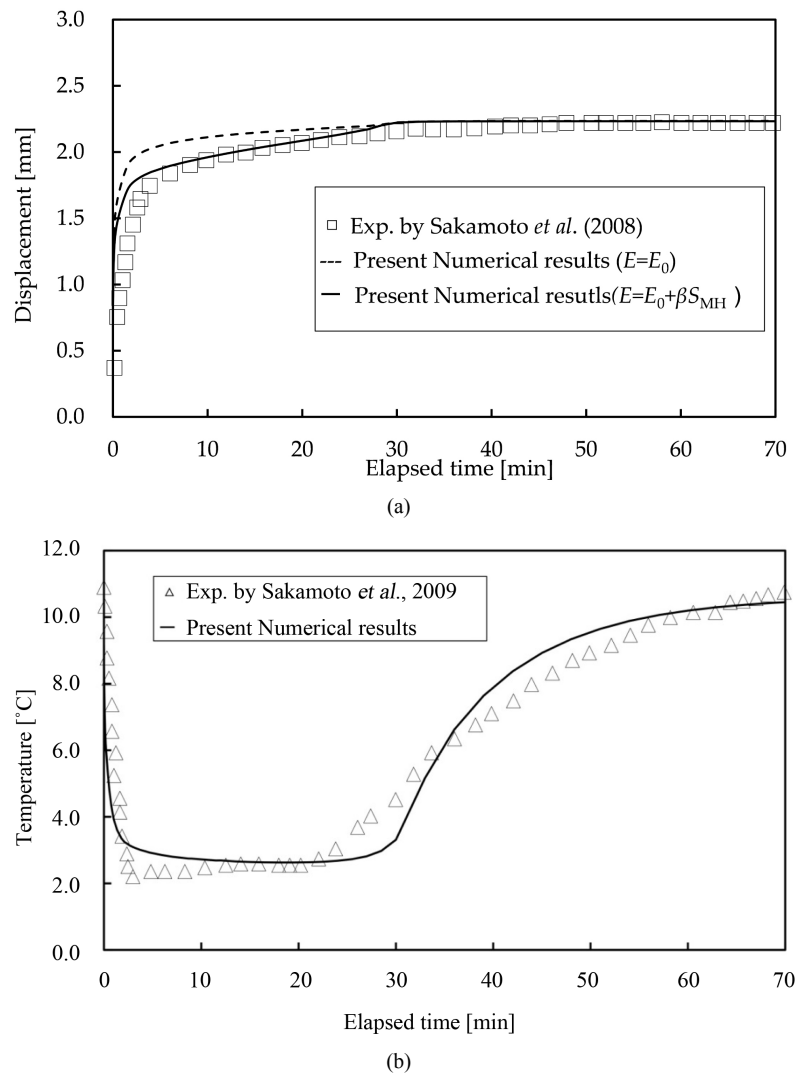 3.0
2.5
2.0
1.5
1.0
0.5
0.0
Displacement [mm]
□ Exp. by Sakamoto et al. (2008)
Present Numerical results (E=E₀)
Present Numerical resutls(E=E₀+βS_MH )
0 10 20 30 40 50 60 70
Elapsed time [min]
(a)
12.0
10.0
8.0
6.0
4.0
2.0
0.0
Temperature [˚C]
△ Exp. by Sakamoto et al., 2009
Present Numerical results
0 10 20 30 40 50 60 70
Elapsed time [min]
(b)